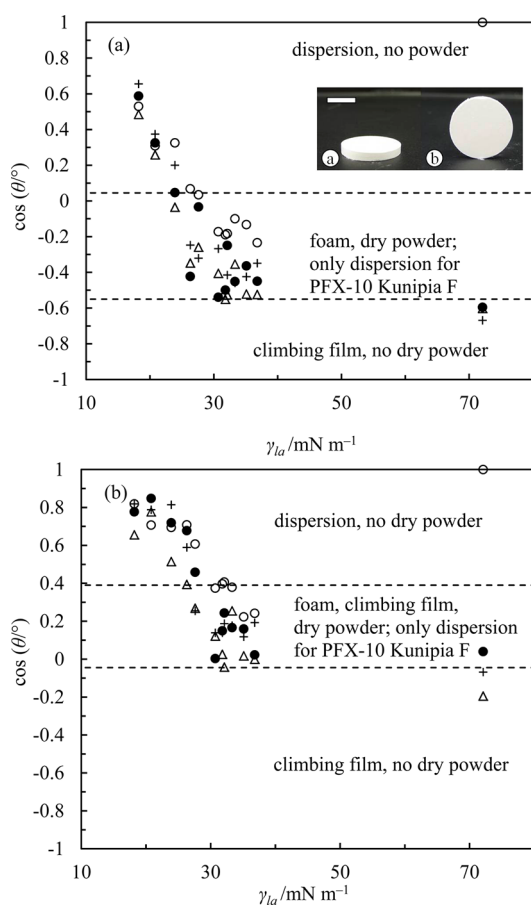 (a)
1
0.8
0.6
0.4
0.2
0
-0.2
-0.4
-0.6
-0.8
-1
cos (θ/°)
dispersion, no powder
a
b
foam, dry powder;
only dispersion for
PFX-10 Kunipia F
climbing film, no dry powder
10
30
50
70
γla /mN m–1
(b)
1
0.8
0.6
0.4
0.2
0
-0.2
-0.4
-0.6
-0.8
-1
cos (θ/°)
dispersion, no dry powder
foam, climbing film,
dry powder; only dispersion
for PFX-10 Kunipia F
climbing film, no dry powder
10
30
50
70
γla /mN m–1